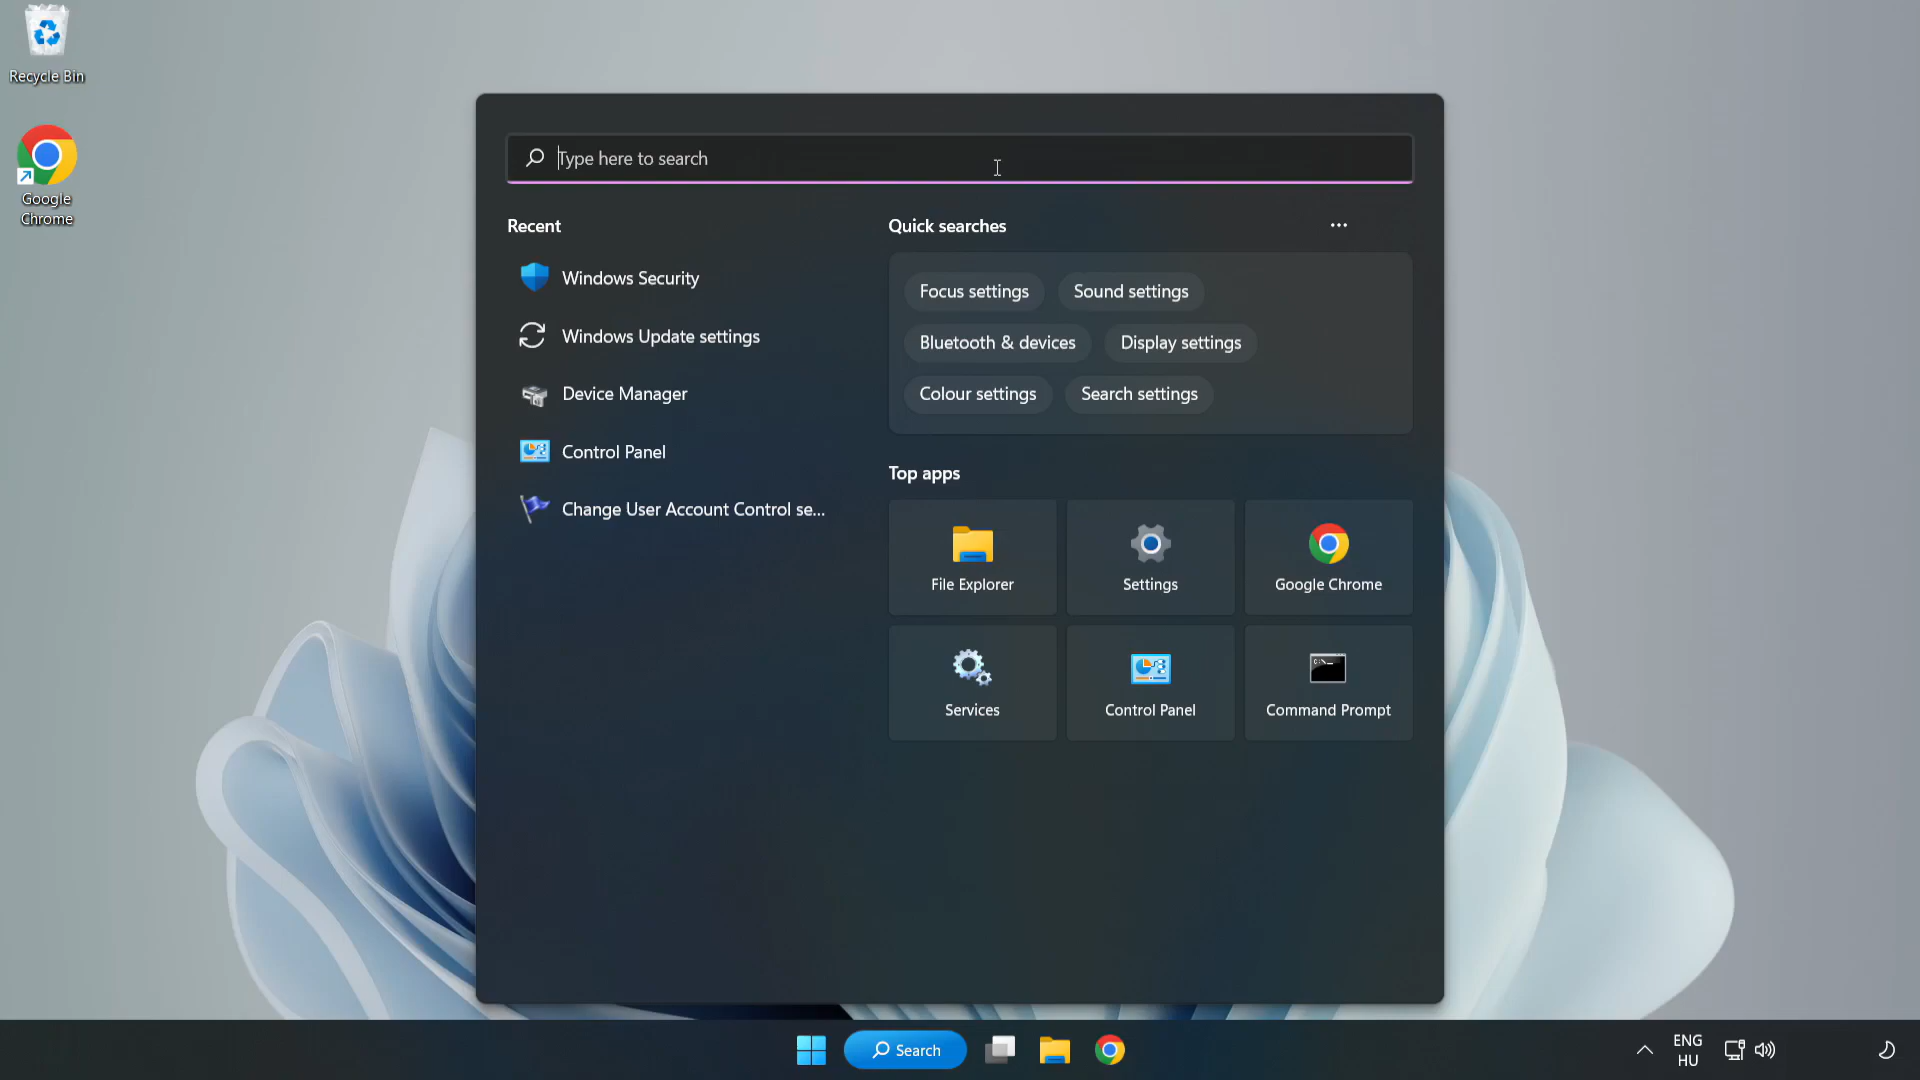 Recycle Bin
Google
Chrome
Type here to search
Recent
Windows Security
Windows Update settings
Device Manager
Control Panel
Change User Account Control se...
Quick searches
Focus settings
Sound settings
Bluetooth & devices
Display settings
Colour settings
Search settings
Top apps
File Explorer
Settings
Google Chrome
Services
Control Panel
Command Prompt
Search
ENG
HU